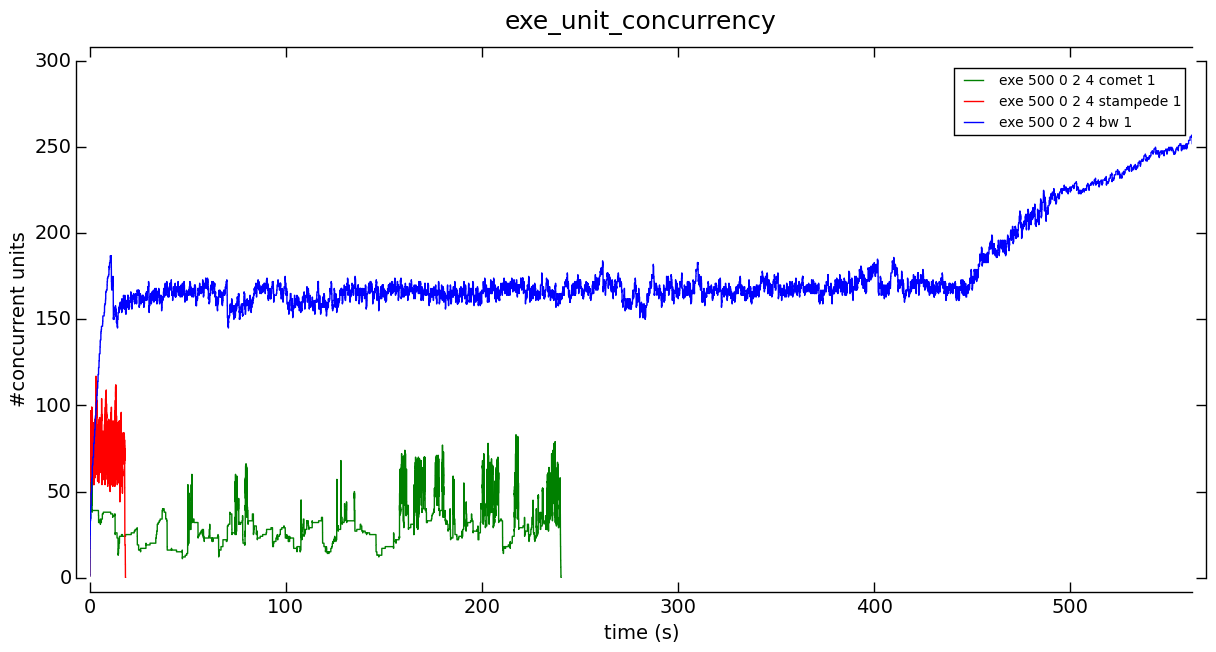 exe_unit_concurrency
exe 500 0 2 4 comet 1
exe 500 0 2 4 stampede 1
exe 500 0 2 4 bw 1
#concurrent units
300
250
200
150
100
50
0
0 100 200 300 400 500
time (s)